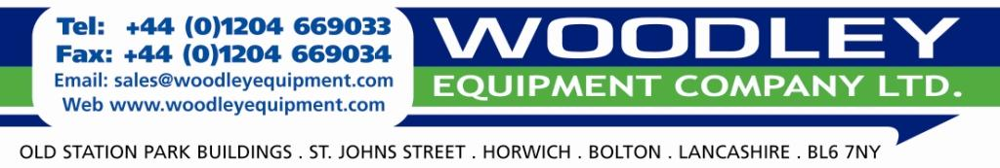 Tel: +44 (0)1204 669033
Fax: +44 (0)1204 669034
Email: sales@woodleyequipment.com
Web www.woodleyequipment.com
WOODLEY
EQUIPMENT COMPANY LTD.
OLD STATION PARK BUILDINGS . ST. JOHNS STREET . HORWICH . BOLTON . LANCASHIRE . BL6 7NY